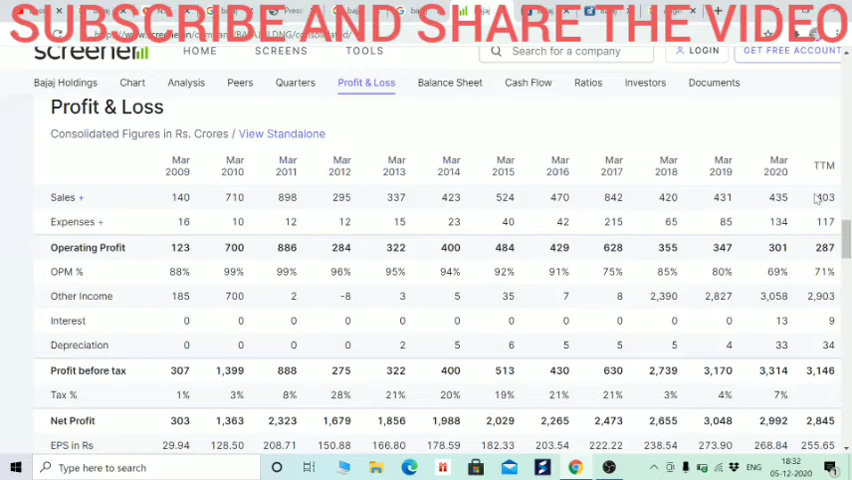 SUBSCRIBE AND SHARE THE VIDEO
screener HOME SCREENS TOOLS Search for a company LOGIN GET FREE ACCOUNT
Bajaj Holdings Chart Analysis Peers Quarters Profit & Loss Balance Sheet Cash Flow Ratios Investors Documents
Profit & Loss
Consolidated Figures in Rs. Crores / View Standalone
Mar 2009 Mar 2010 Mar 2011 Mar 2012 Mar 2013 Mar 2014 Mar 2015 Mar 2016 Mar 2017 Mar 2018 Mar 2019 Mar 2020 TTM
Sales + 140 710 898 295 337 423 524 470 842 420 431 435 403
Expenses + 16 10 12 12 15 23 40 42 215 65 85 134 117
Operating Profit 123 700 886 284 322 400 484 429 628 355 347 301 287
OPM % 88% 99% 99% 96% 95% 94% 92% 91% 75% 85% 80% 69% 71%
Other Income 185 700 2 -8 3 5 35 7 8 2,390 2,827 3,058 2,903
Interest 0 0 0 0 0 0 0 0 0 0 0 13 9
Depreciation 0 0 0 0 2 5 6 5 5 5 4 33 34
Profit before tax 307 1,399 888 275 322 400 513 430 630 2,739 3,170 3,314 3,146
Tax % 1% 3% 8% 28% 21% 20% 19% 21% 21% 3% 4% 7%
Net Profit 303 1,363 2,323 1,679 1,856 1,988 2,029 2,265 2,473 2,655 3,048 2,992 2,845
EPS in Rs 29.94 128.50 208.71 150.88 166.80 178.59 182.33 203.54 222.22 238.54 273.90 268.84 255.65
Type here to search ENG 18:32
05-12-2020